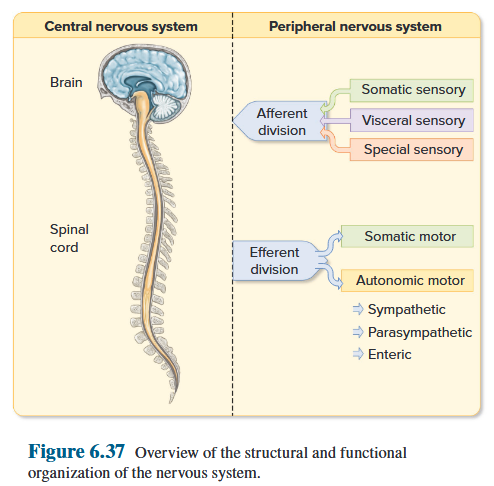 Central nervous system
Peripheral nervous system
Brain
Spinal
cord
Afferent
division
Somatic sensory
Visceral sensory
Special sensory
Efferent
division
Somatic motor
Autonomic motor
Sympathetic
Parasympathetic
Enteric
Figure 6.37 Overview of the structural and functional
organization of the nervous system.